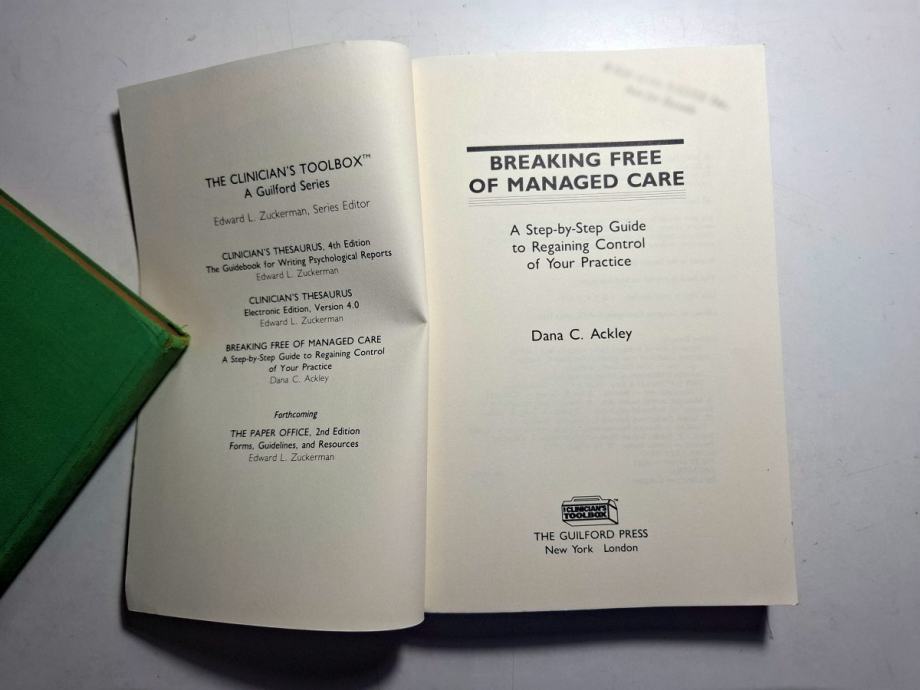 THE CLINICIAN'S TOOLBOX™
A Guilford Series
Edward L. Zuckerman, Series Editor
CLINICIAN'S THESAURUS, 4th Edition
The Guidebook for Writing Psychological Reports
Edward L. Zuckerman
CLINICIAN'S THESAURUS
Electronic Edition, Version 4.0
Edward L. Zuckerman
BREAKING FREE OF MANAGED CARE
A Step-by-Step Guide to Regaining Control
of Your Practice
Dana C. Ackley
Forthcoming
THE PAPER OFFICE, 2nd Edition
Forms, Guidelines, and Resources
Edward L. Zuckerman
BREAKING FREE
OF MANAGED CARE
A Step-by-Step Guide
to Regaining Control
of Your Practice
Dana C. Ackley
THE CLINICIAN'S
TOOLBOX™
THE GUILFORD PRESS
New York London